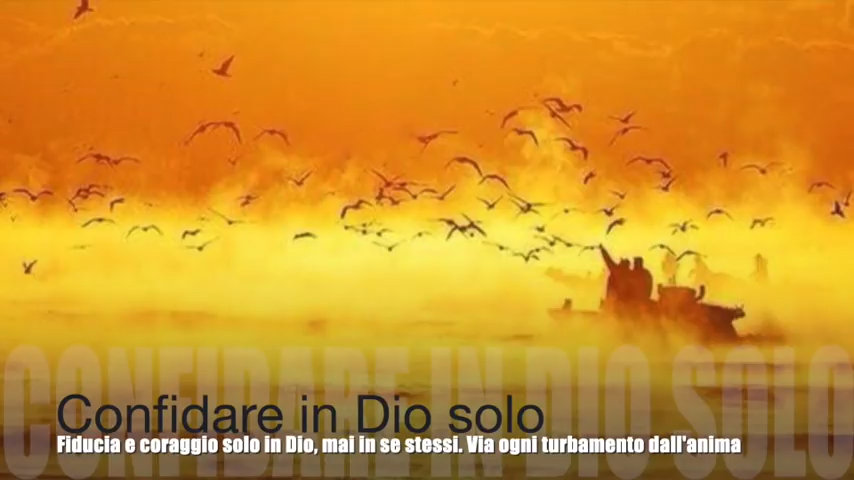 CONFIDARE IN DIO SOLO
Confidare in Dio solo
Fiducia e coraggio solo in Dio, mai in se stessi. Via ogni turbamento dall'anima